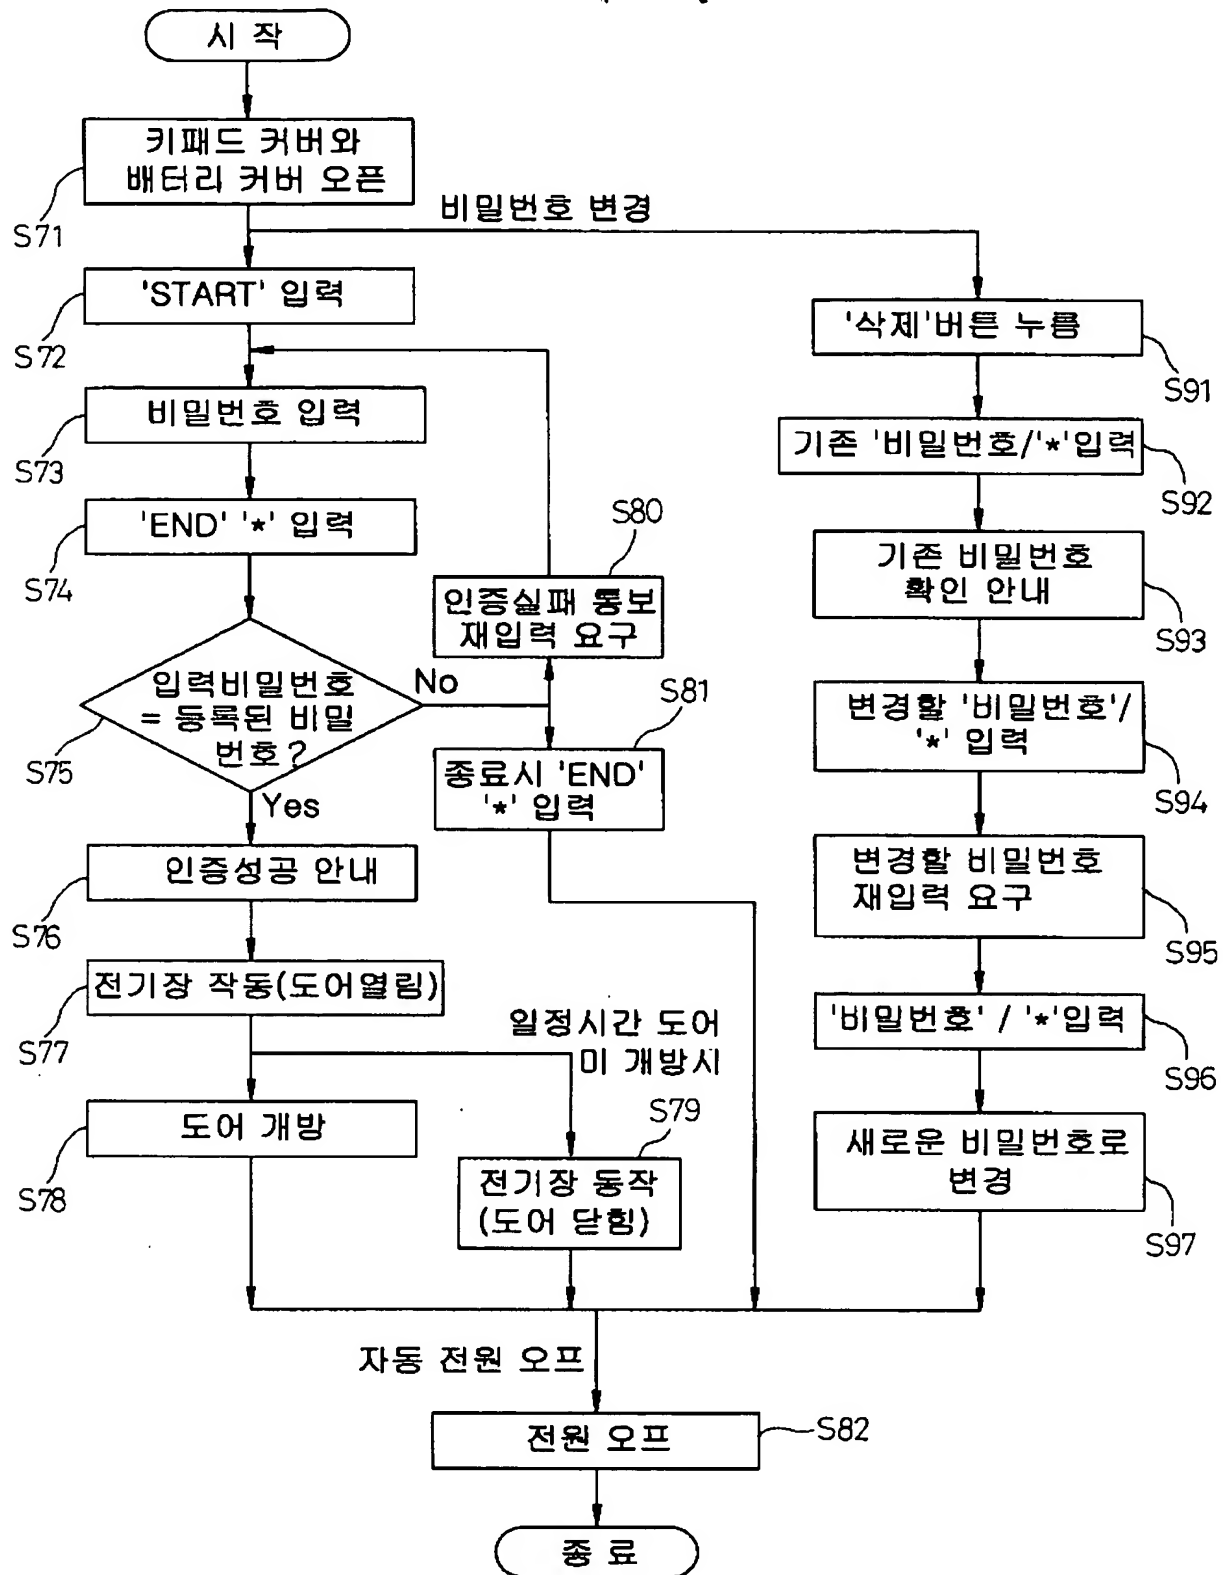 시 작
키패드 커버와
배터리 커버 오픈
S71
비밀번호 변경
'START' 입력
S72
비밀번호 입력
S73
'END' '*' 입력
S74
입력비밀번호
= 등록된 비밀
번호?
S75
No
Yes
S80
인증실패 통보
재입력 요구
S81
종료시 'END'
'*' 입력
인증성공 안내
S76
전기장 작동(도어열림)
S77
일정시간 도어
미 개방시
도어 개방
S78
S79
전기장 동작
(도어 닫힘)
'삭제'버튼 누름
S91
기존 '비밀번호/'*'입력
S92
기존 비밀번호
확인 안내
S93
변경할 '비밀번호'/
'*' 입력
S94
변경할 비밀번호
재입력 요구
S95
'비밀번호' / '*'입력
S96
새로운 비밀번호로
변경
S97
자동 전원 오프
전원 오프
S82
종 료